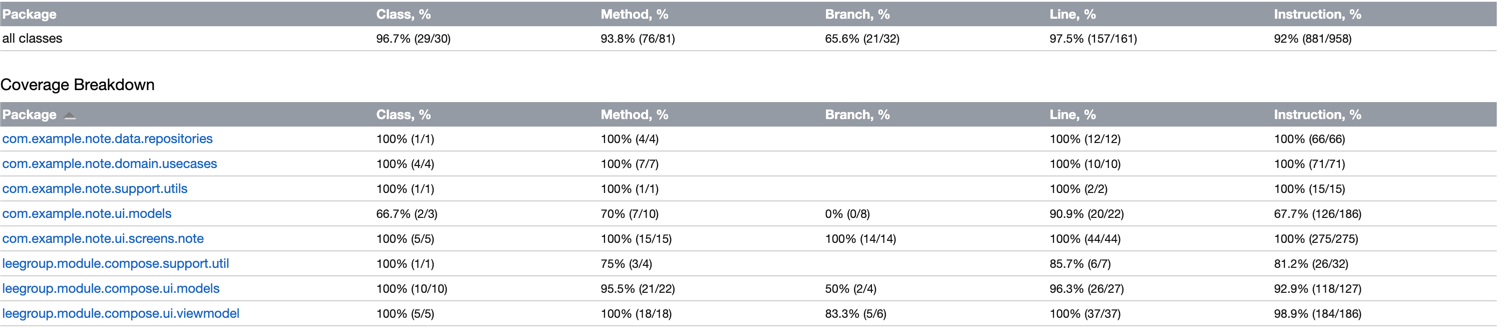 Package Class, % Method, % Branch, % Line, % Instruction, %
all classes 96.7% (29/30) 93.8% (76/81) 65.6% (21/32) 97.5% (157/161) 92% (881/958)
Coverage Breakdown
Package Class, % Method, % Branch, % Line, % Instruction, %
com.example.note.data.repositories 100% (1/1) 100% (4/4) 100% (12/12) 100% (66/66)
com.example.note.domain.usecases 100% (4/4) 100% (7/7) 100% (10/10) 100% (71/71)
com.example.note.support.utils 100% (1/1) 100% (1/1) 100% (2/2) 100% (15/15)
com.example.note.ui.models 66.7% (2/3) 70% (7/10) 0% (0/8) 90.9% (20/22) 67.7% (126/186)
com.example.note.ui.screens.note 100% (5/5) 100% (15/15) 100% (14/14) 100% (44/44) 100% (275/275)
leegroup.module.compose.support.util 100% (1/1) 75% (3/4) 85.7% (6/7) 81.2% (26/32)
leegroup.module.compose.ui.models 100% (10/10) 95.5% (21/22) 50% (2/4) 96.3% (26/27) 92.9% (118/127)
leegroup.module.compose.ui.viewmodel 100% (5/5) 100% (18/18) 83.3% (5/6) 100% (37/37) 98.9% (184/186)